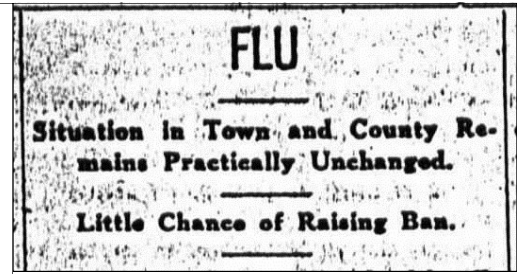 FLU
Situation in Town and County Re-
mains Practically Unchanged.
Little Chance of Raising Ban.